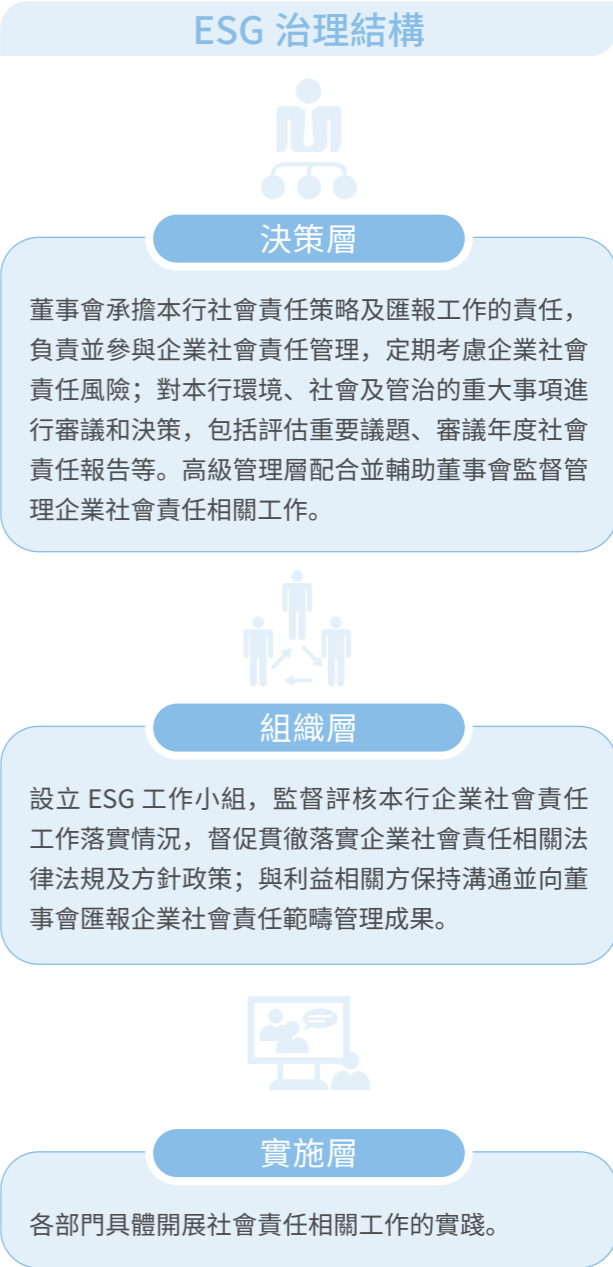 ESG 治理結構
決策層
董事會承擔本行社會責任策略及匯報工作的責任，
負責並參與企業社會責任管理，定期考慮企業社會
責任風險；對本行環境、社會及管治的重大事項進
行審議和決策，包括評估重要議題、審議年度社會
責任報告等。高級管理層配合並輔助董事會監督管
理企業社會責任相關工作。
組織層
設立 ESG 工作小組，監督評核本行企業社會責任
工作落實情況，督促貫徹落實企業社會責任相關法
律法規及方針政策；與利益相關方保持溝通並向董
事會匯報企業社會責任範疇管理成果。
實施層
各部門具體開展社會責任相關工作的實踐。